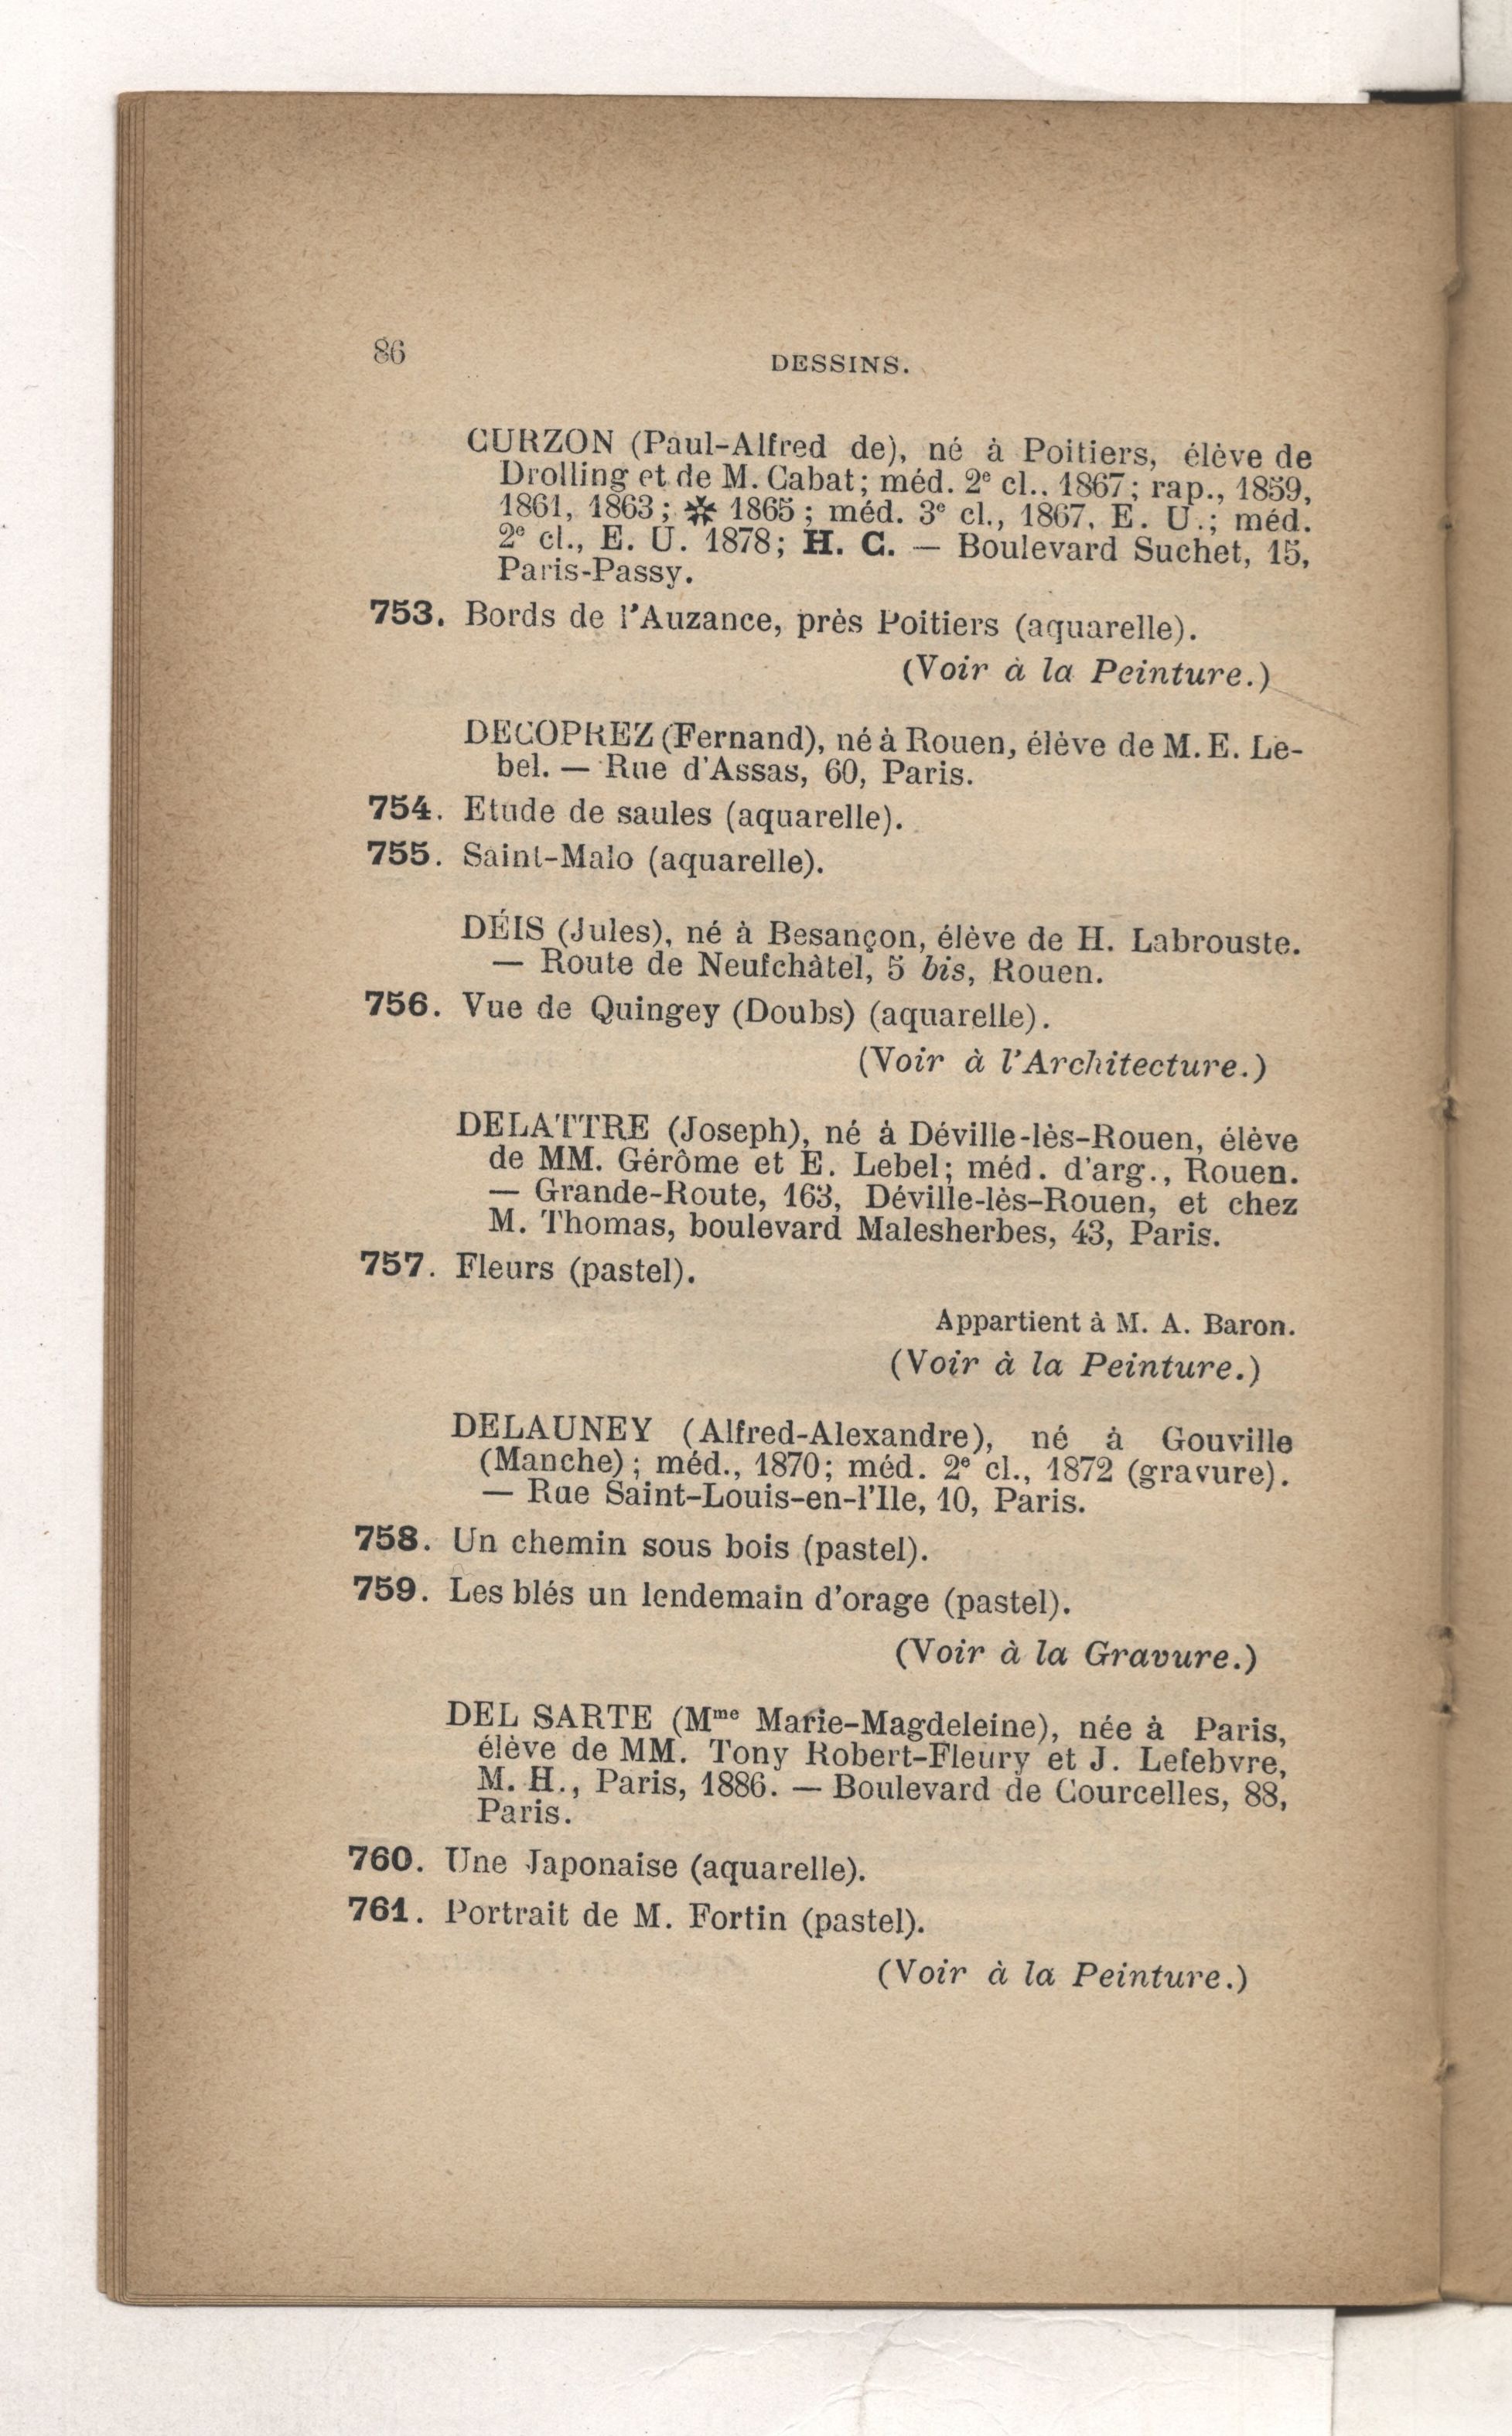 86
DESSINS.
CURZON (Paul-Alfred de), né à Poitiers, élève de
Drolling et de M. Cabat; méd. 2e cl.. 1867; rap., 1859,
1861, 1863; ✲ 1865; méd. 3e cl., 1867, E. U.; méd.
2e cl., E. U. 1878; H. C. — Boulevard Suchet, 15,
Paris-Passy.
753. Bords de l'Auzance, près Poitiers (aquarelle).
(Voir à la Peinture.)
DECOPREZ (Fernand), né à Rouen, élève de M. E. Le-
bel. — Rue d'Assas, 60, Paris.
754. Etude de saules (aquarelle).
755. Saint-Malo (aquarelle).
DÉIS (Jules), né à Besançon, élève de H. Labrouste.
— Route de Neufchâtel, 5 bis, Rouen.
756. Vue de Quingey (Doubs) (aquarelle).
(Voir à l'Architecture.)
DELATTRE (Joseph), né à Déville-lès-Rouen, élève
de MM. Gérôme et E. Lebel; méd. d'arg., Rouen.
— Grande-Route, 163, Déville-lès-Rouen, et chez
M. Thomas, boulevard Malesherbes, 43, Paris.
757. Fleurs (pastel).
Appartient à M. A. Baron.
(Voir à la Peinture.)
DELAUNEY (Alfred-Alexandre), né à Gouville
(Manche); méd., 1870; méd. 2e cl., 1872 (gravure).
— Rue Saint-Louis-en-l'Ile, 10, Paris.
758. Un chemin sous bois (pastel).
759. Les blés un lendemain d'orage (pastel).
(Voir à la Gravure.)
DEL SARTE (Mme Marie-Magdeleine), née à Paris,
élève de MM. Tony Robert-Fleury et J. Lefebvre,
M. H., Paris, 1886. — Boulevard de Courcelles, 88,
Paris.
760. Une Japonaise (aquarelle).
761. Portrait de M. Fortin (pastel).
(Voir à la Peinture.)